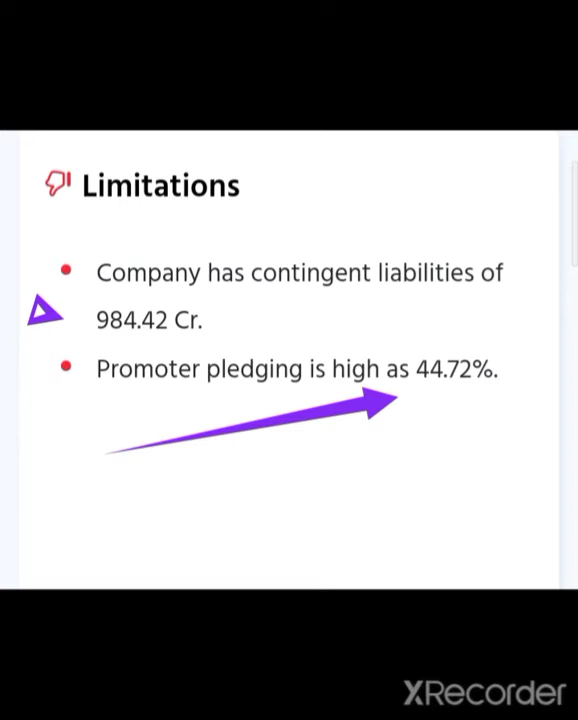 Limitations
Company has contingent liabilities of
984.42 Cr.
Promoter pledging is high as 44.72%.
XRecorder